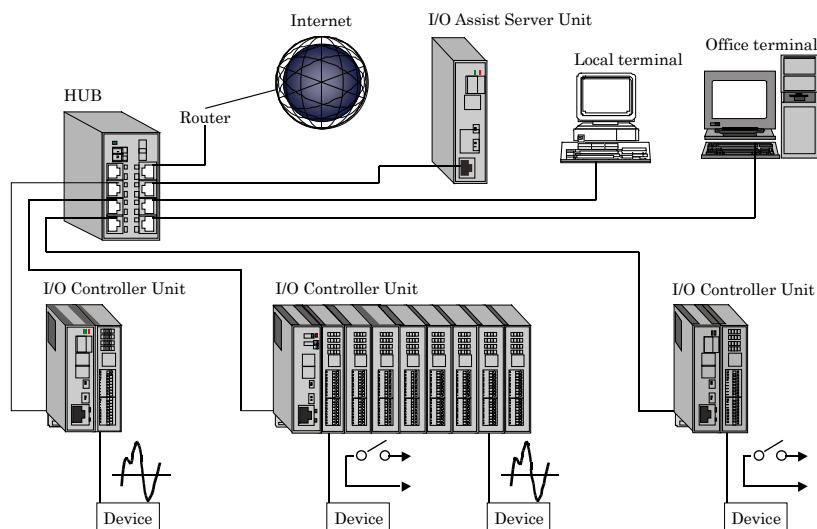 Internet
I/O Assist Server Unit
Local terminal
Office terminal
HUB
Router
I/O Controller Unit
I/O Controller Unit
I/O Controller Unit
Device
Device
Device
Device